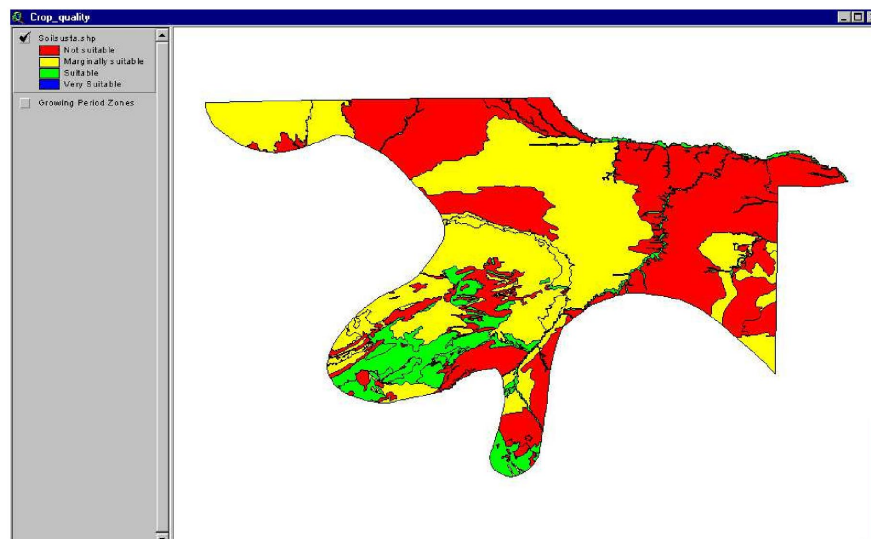 Crop_quality
Soilsusta.shp
Not suitable
Marginally suitable
Suitable
Very Suitable
Growing Period Zones